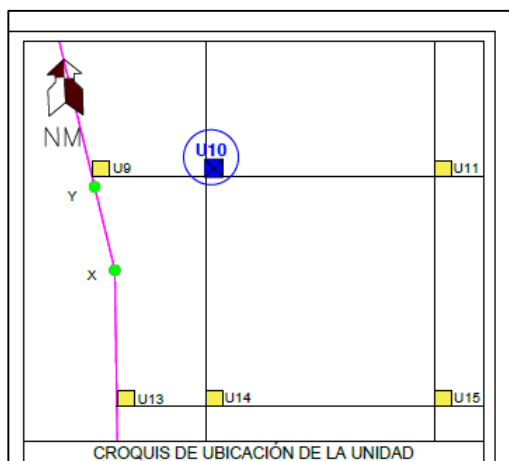 NM
U10
U9
U11
Y
X
U13
U14
U15
CROQUIS DE UBICACIÓN DE LA UNIDAD